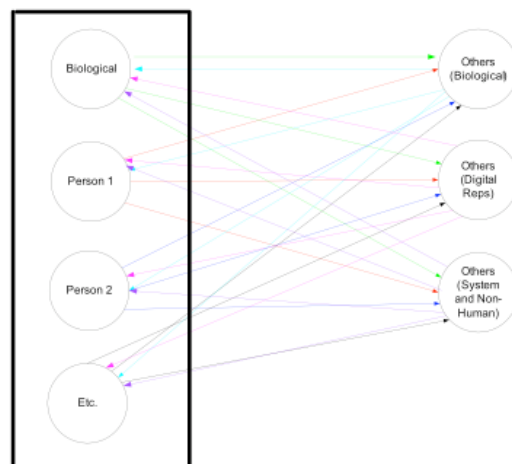 Biological
Person 1
Person 2
Etc.
Others
(Biological)
Others
(Digital
Reps)
Others
(System
and Non-
Human)